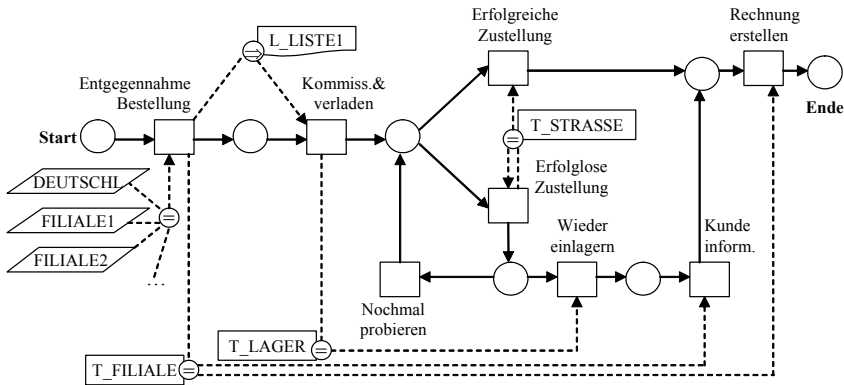 L_LISTE1
Erfolgreiche
Zustellung
Rechnung
erstellen
Entgegennahme
Bestellung
Kommiss.&
verladen
Start
Ende
T_STRASSE
=
Erfolglose
Zustellung
DEUTSCHL
FILIALE1
=
FILIALE2
...
Wieder
einlagern
Kunde
inform.
Nochmal
probieren
T_LAGER
=
T_FILIALE
=